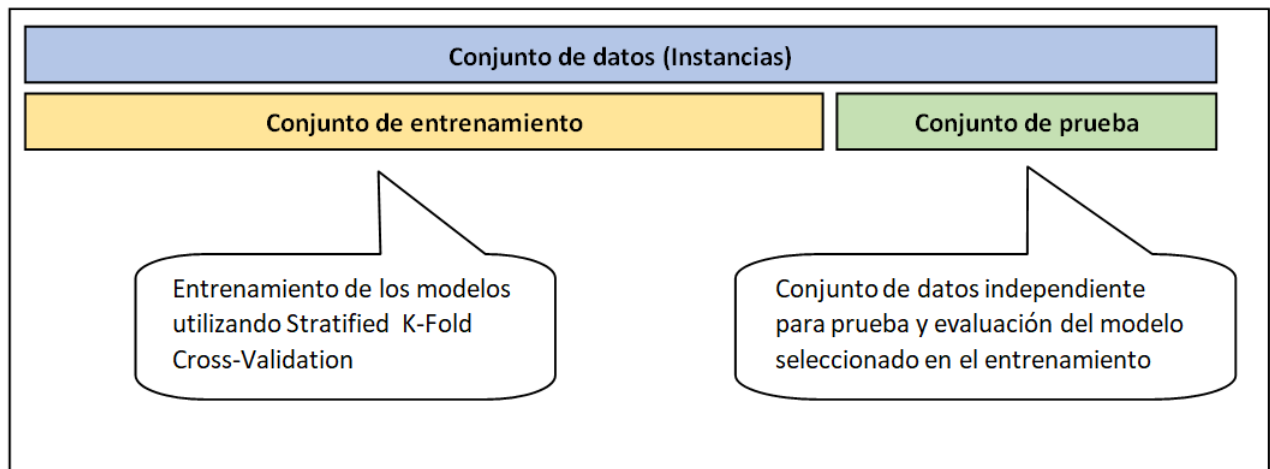 Conjunto de datos (Instancias)
Conjunto de entrenamiento
Conjunto de prueba
Entrenamiento de los modelos
utilizando Stratified K-Fold
Cross-Validation
Conjunto de datos independiente
para prueba y evaluación del modelo
seleccionado en el entrenamiento